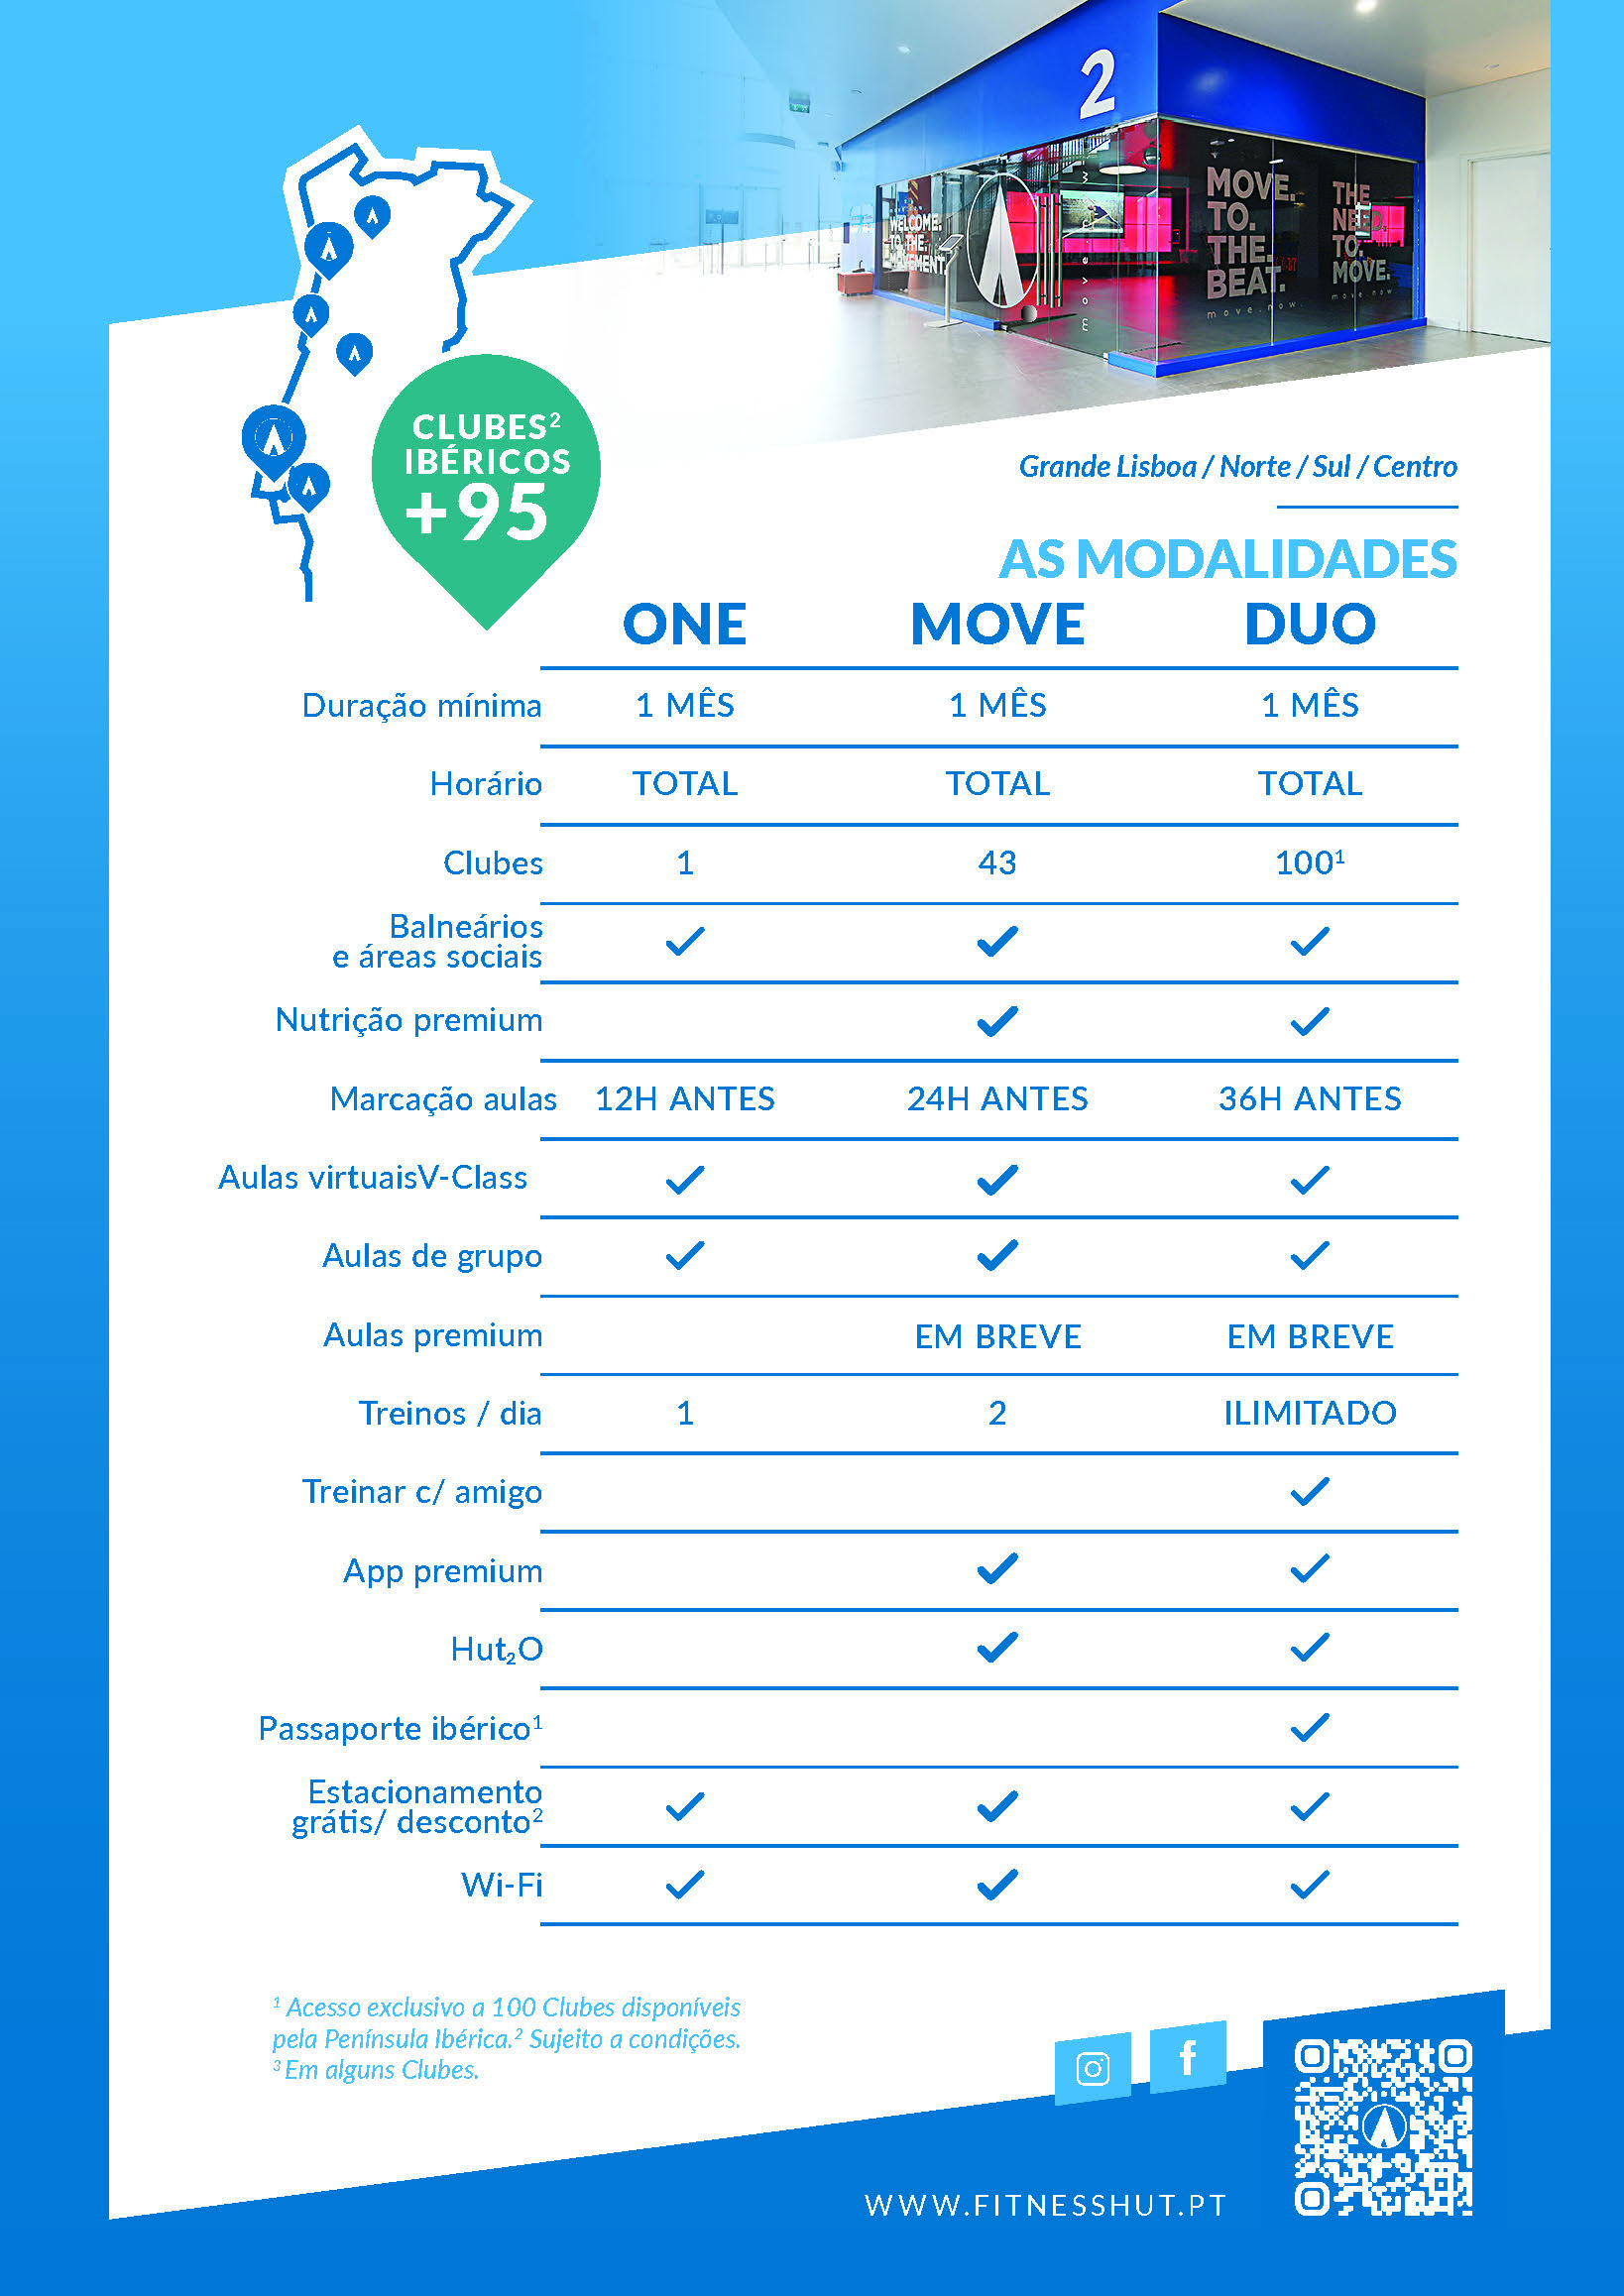 2
WELCOME.
TO. THE.
MOVEMENT
MOVE.
TO.
THE.
BEAT.
move.now
THE
NEED.
TO.
MOVE.
move.now
CLUBES²
IBÉRICOS
+95
Grande Lisboa / Norte / Sul / Centro
AS MODALIDADES
ONE MOVE DUO
Duração mínima 1 MÊS 1 MÊS 1 MÊS
Horário TOTAL TOTAL TOTAL
Clubes 1 43 100¹
Balneários
e áreas sociais ✓ ✓ ✓
Nutrição premium ✓ ✓
Marcação aulas 12H ANTES 24H ANTES 36H ANTES
Aulas virtuaisV-Class ✓ ✓ ✓
Aulas de grupo ✓ ✓ ✓
Aulas premium EM BREVE EM BREVE
Treinos / dia 1 2 ILIMITADO
Treinar c/ amigo ✓
App premium ✓ ✓
Hut₂O ✓ ✓
Passaporte ibérico¹ ✓
Estacionamento
grátis/ desconto² ✓ ✓ ✓
Wi-Fi ✓ ✓ ✓
¹ Acesso exclusivo a 100 Clubes disponíveis
pela Península Ibérica.² Sujeito a condições.
³ Em alguns Clubes.
WWW.FITNESSHUT.PT